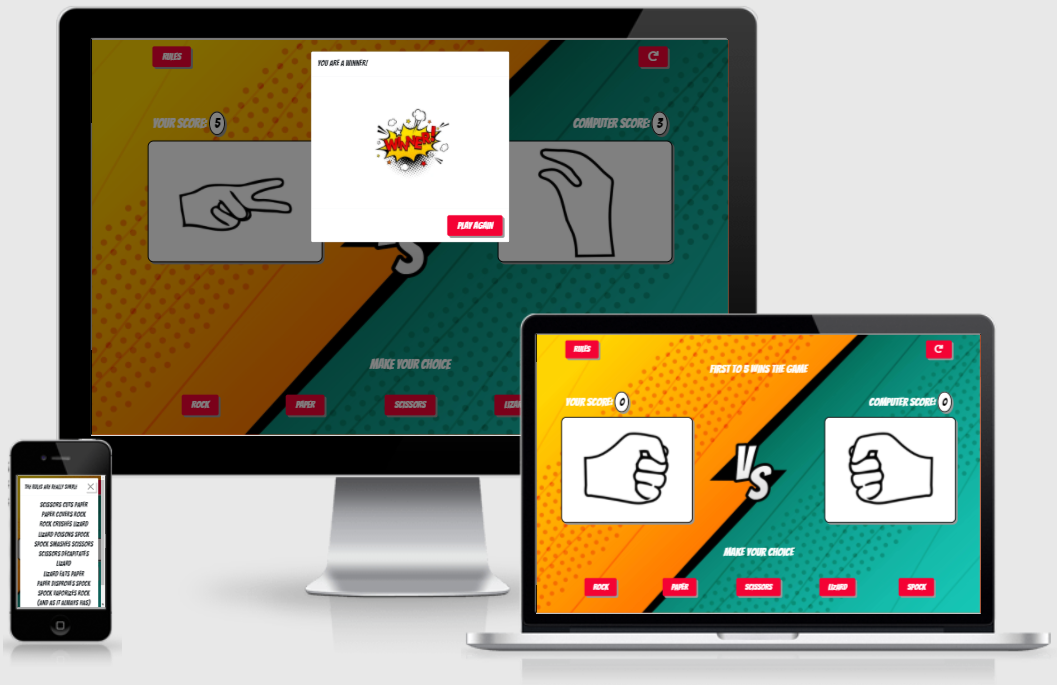 RULES
YOU ARE A WINNER!
YOUR SCORE: 5
COMPUTER SCORE: 3
WINNER!
PLAY AGAIN
VS
MAKE YOUR CHOICE
ROCK
PAPER
SCISSORS
RULES
FIRST TO 5 WINS THE GAME
YOUR SCORE: 0
COMPUTER SCORE: 0
VS
MAKE YOUR CHOICE
ROCK
PAPER
SCISSORS
LIZARD
SPOCK
THE RULES ARE REALLY SIMPLE
SCISSORS CUTS PAPER
PAPER COVERS ROCK
ROCK CRUSHES LIZARD
LIZARD POISONS SPOCK
SPOCK SMASHES SCISSORS
SCISSORS DECAPITATES
LIZARD
LIZARD EATS PAPER
PAPER DISPROVES SPOCK
SPOCK VAPORIZES ROCK
(AND AS IT ALWAYS HAS)